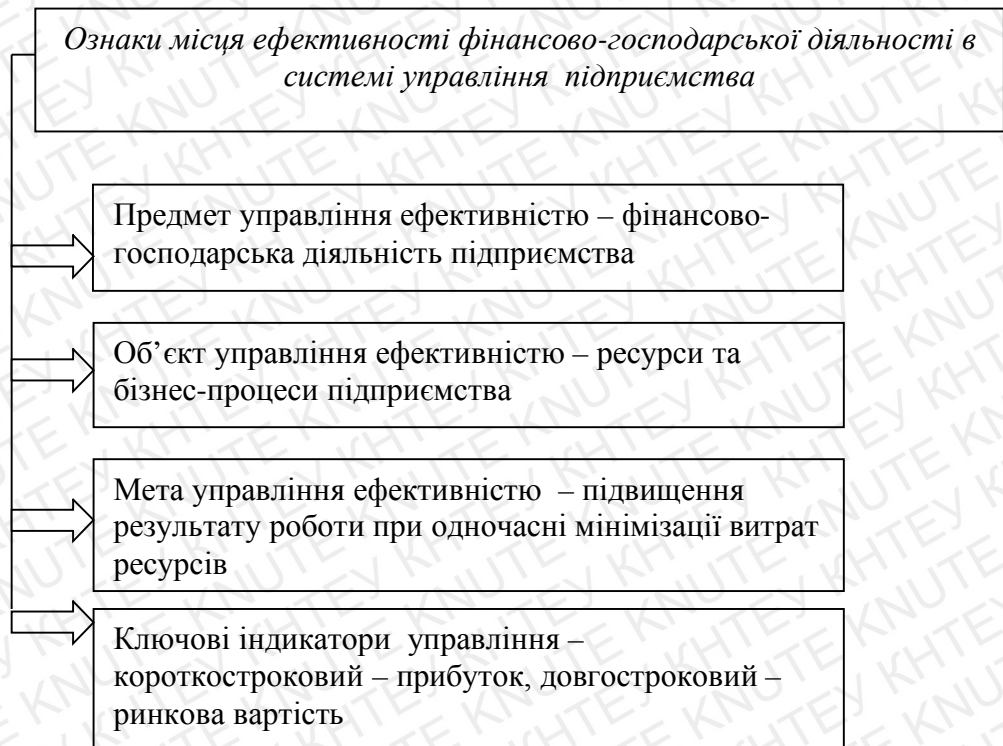 Ознаки місця ефективності фінансово-господарської діяльності в
системі управління підприємства
Предмет управління ефективністю – фінансово-
господарська діяльність підприємства
Об’єкт управління ефективністю – ресурси та
бізнес-процеси підприємства
Мета управління ефективністю – підвищення
результату роботи при одночасні мінімізації витрат
ресурсів
Ключові індикатори управління –
короткостроковий – прибуток, довгостроковий –
ринкова вартість